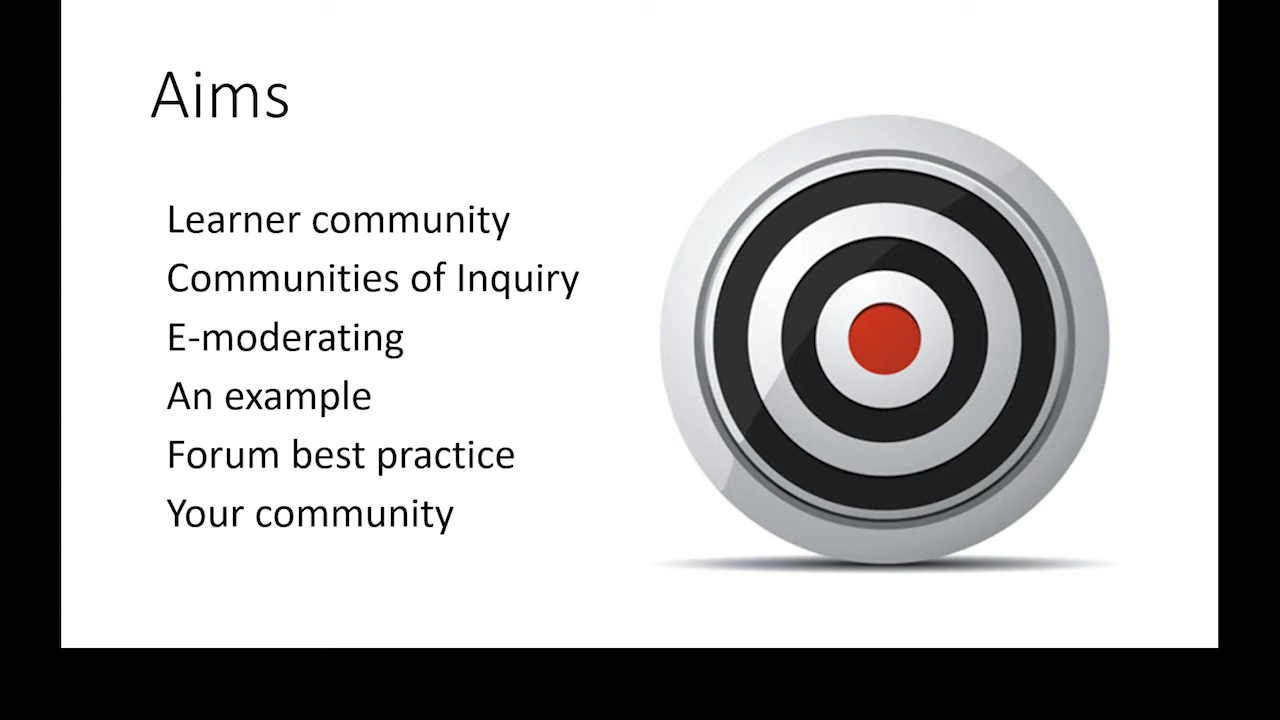 Aims
Learner community
Communities of Inquiry
E-moderating
An example
Forum best practice
Your community